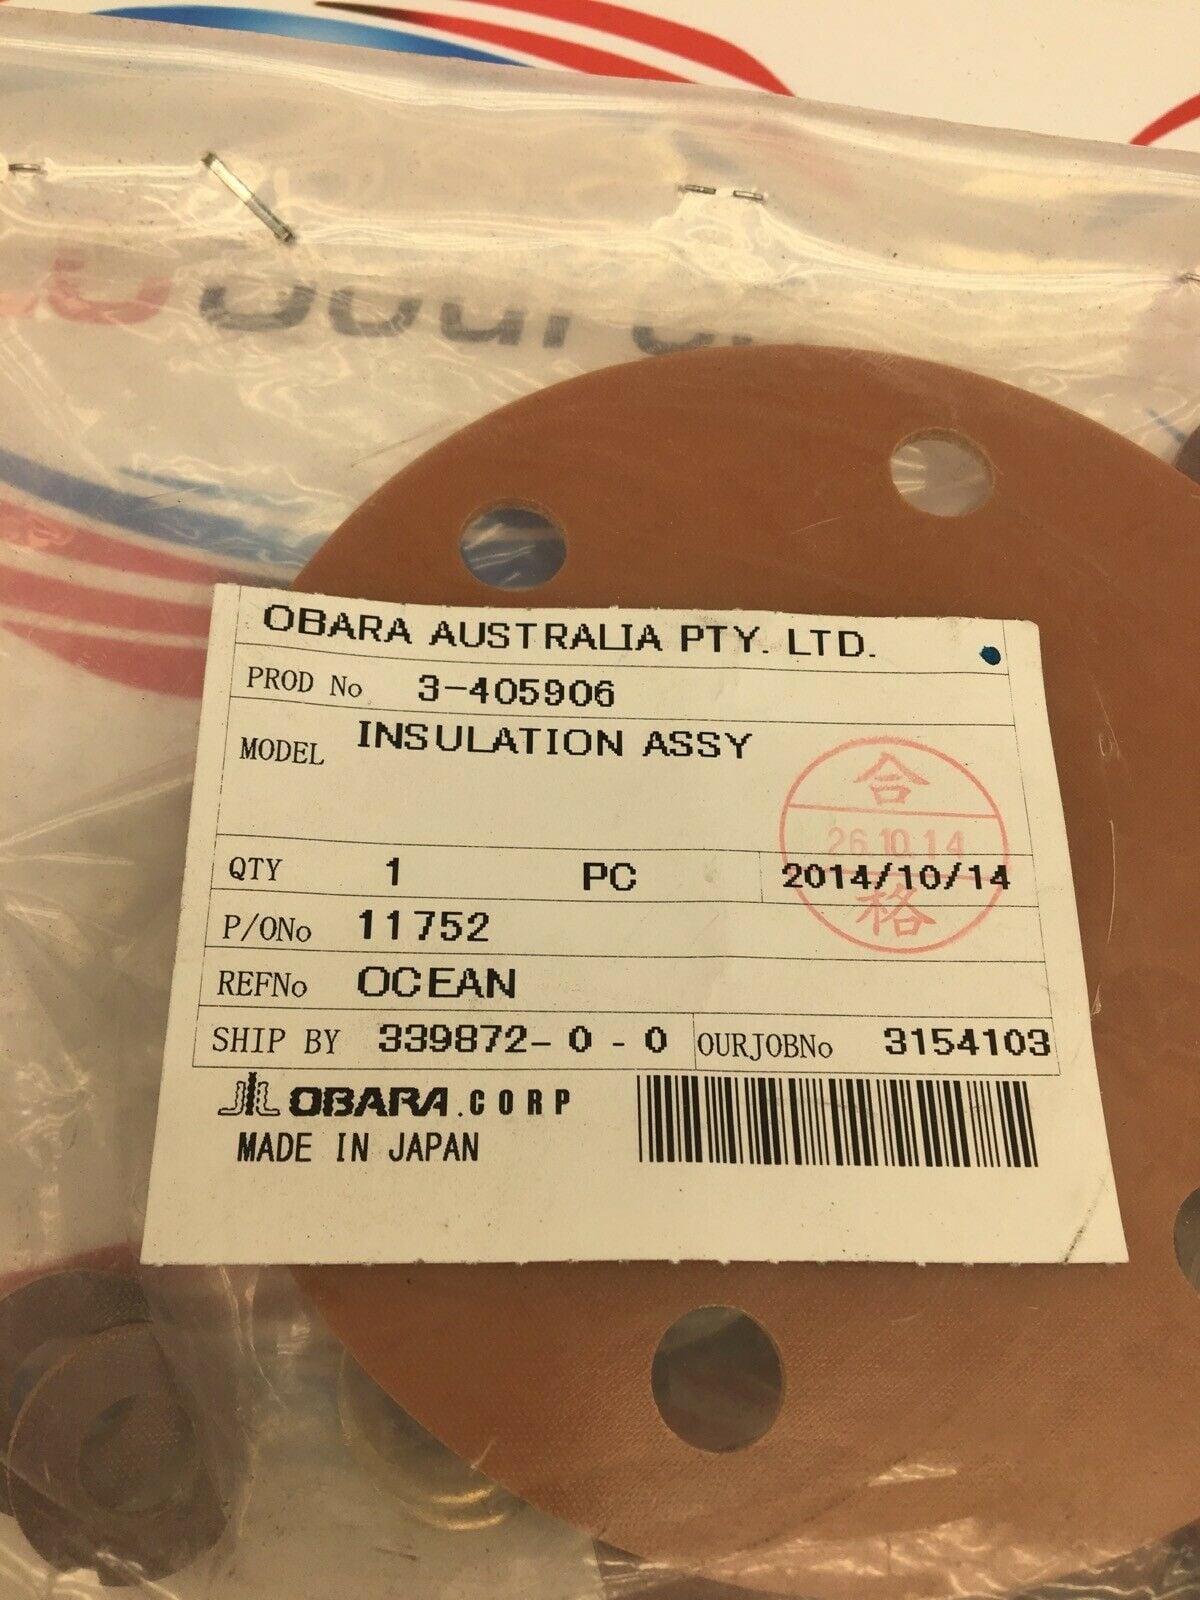 OBARA AUSTRALIA PTY. LTD.
PROD No 3-405906
MODEL INSULATION ASSY
合
26.10.14
QTY 1 PC 2014/10/14
格
P/ONo 11752
REFNo OCEAN
SHIP BY 339872- 0 - 0 OURJOBNo 3154103
OBARA.CORP
MADE IN JAPAN